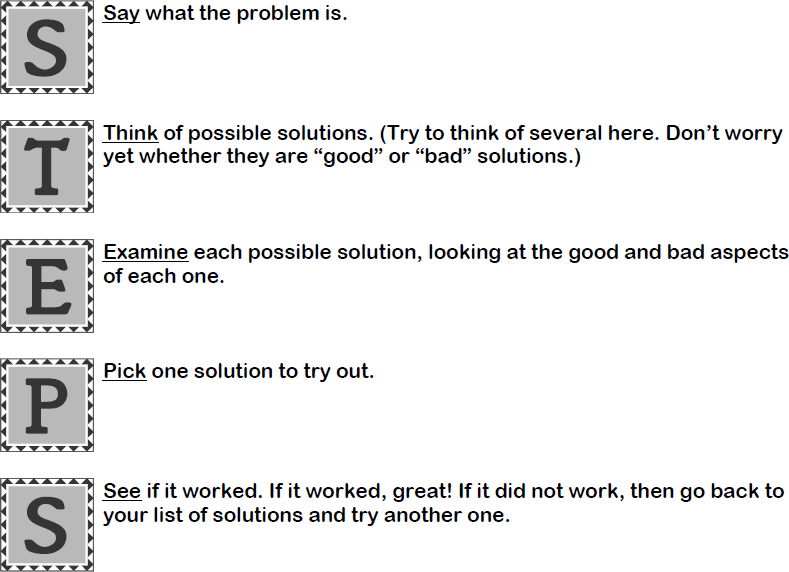 S
Say what the problem is.
T
Think of possible solutions. (Try to think of several here. Don’t worry
yet whether they are “good” or “bad” solutions.)
E
Examine each possible solution, looking at the good and bad aspects
of each one.
P
Pick one solution to try out.
S
See if it worked. If it worked, great! If it did not work, then go back to
your list of solutions and try another one.